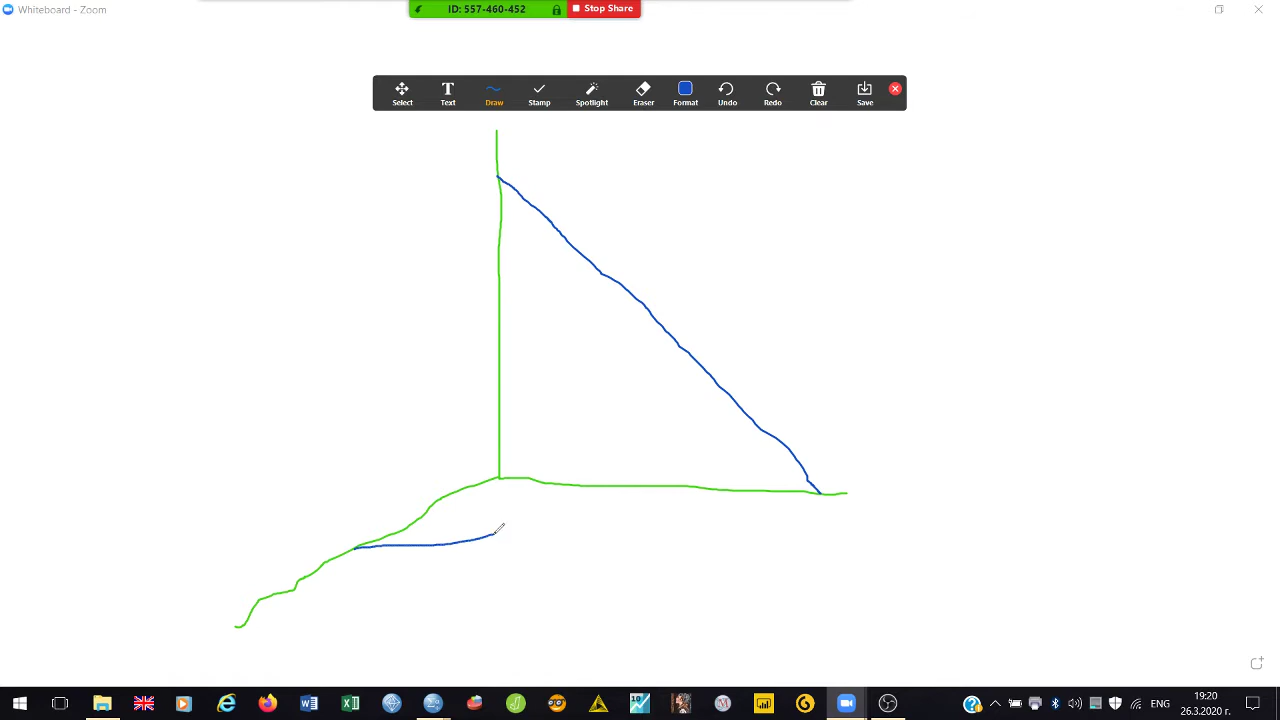 Whiteboard - Zoom
ID: 557-460-452
Stop Share
Select
Text
Draw
Stamp
Spotlight
Eraser
Format
Undo
Redo
Clear
Save
10
ENG
19:20
26.3.2020 г.